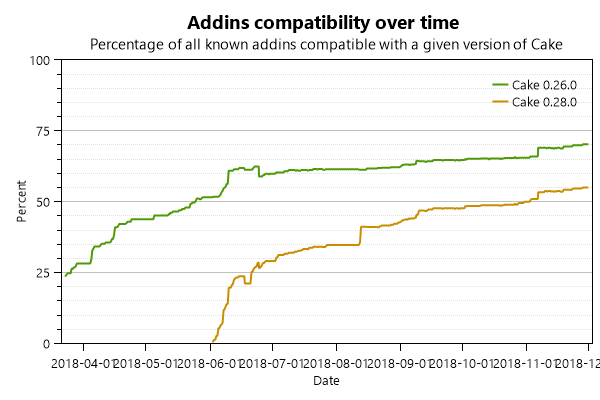 Addins compatibility over time
Percentage of all known addins compatible with a given version of Cake
100
Cake 0.26.0
Cake 0.28.0
75
Percent
50
25
0
2018-04-01 2018-05-01 2018-06-01 2018-07-01 2018-08-01 2018-09-01 2018-10-01 2018-11-01 2018-12
Date